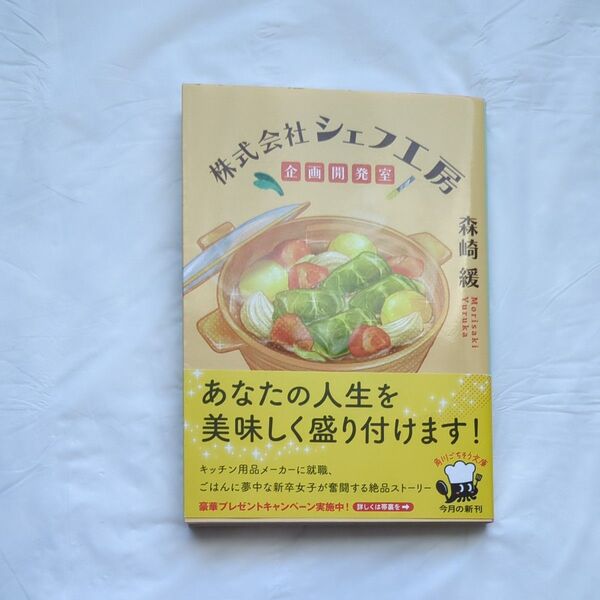 株式会社シェフ工房
企画開発室
森崎緩
Morisaki
Yuruka
あなたの人生を
美味しく盛り付けます!
キッチン用品メーカーに就職、
ごはんに夢中な新卒女子が奮闘する絶品ストーリー
豪華プレゼントキャンペーン実施中! 詳しくは帯裏を➡
角川ごちそう文庫
今月の新刊